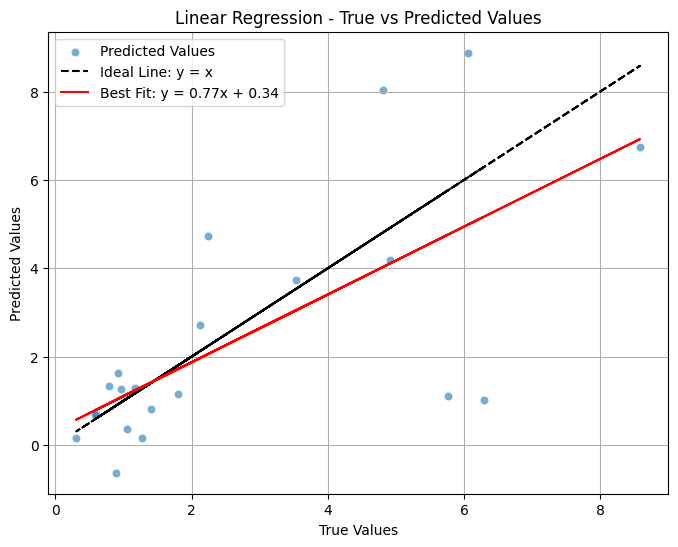 Linear Regression - True vs Predicted Values
Predicted Values
Ideal Line: y = x
Best Fit: y = 0.77x + 0.34
Predicted Values
8
6
4
2
0
0 2 4 6 8
True Values